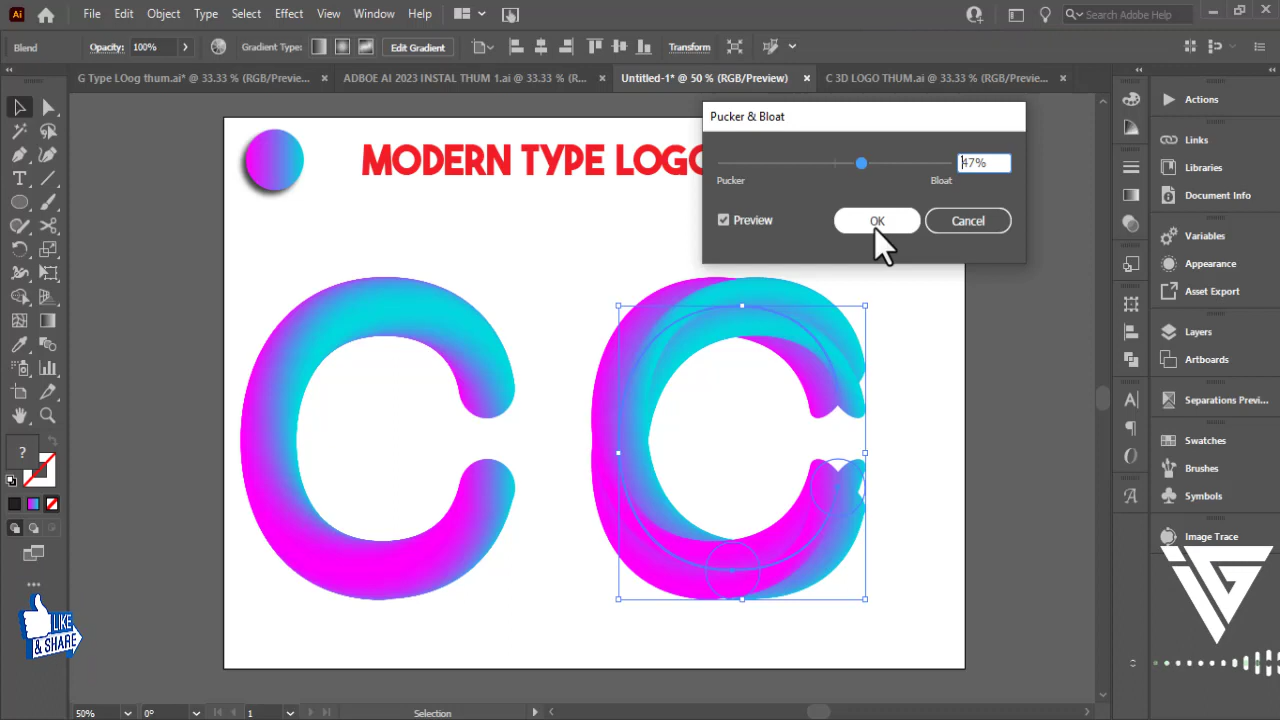 Ai
File Edit Object Type Select Effect View Window Help
Search Adobe Help
Blend
Opacity: 100%
Gradient Type:
Edit Gradient
Transform
G Type LOog thum.ai* @ 33.33 % (RGB/Previe...
ADBOE AI 2023 INSTAL THUM 1.ai @ 33.33 % (R...
Untitled-1* @ 50 % (RGB/Preview)
C 3D LOGO THUM.ai @ 33.33 % (RGB/Previe...
Pucker & Bloat
47%
Pucker
Bloat
Preview
OK
Cancel
MODERN TYPE LOGO
C C
Actions
Links
Libraries
Document Info
Variables
Appearance
Asset Export
Layers
Artboards
Separations Previ...
Swatches
Brushes
Symbols
Image Trace
?
LIKE
& SHARE
50%
0°
1
Selection